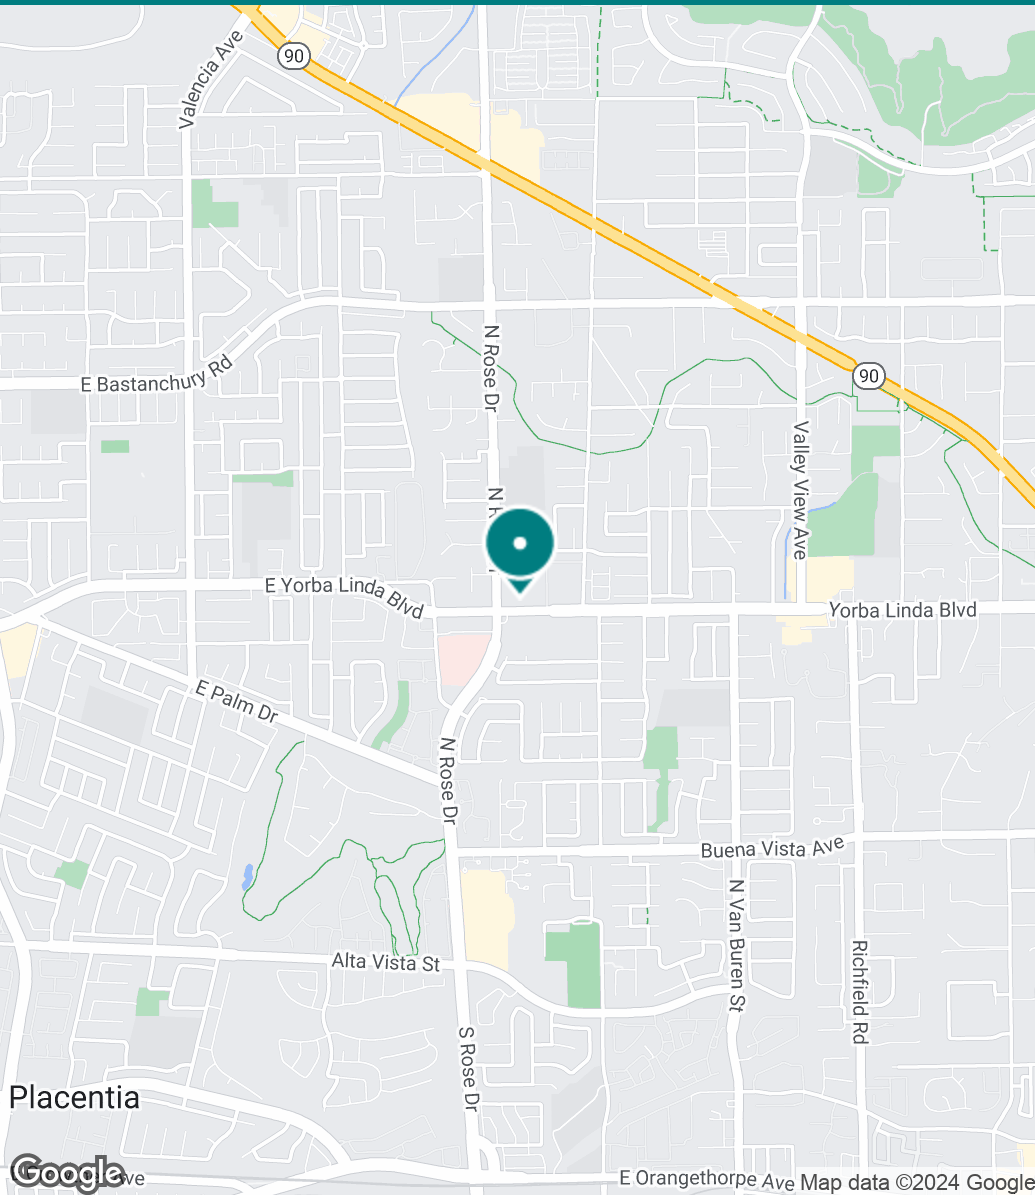 90
Valencia Ave
N Rose Dr
E Bastanchury Rd
90
Valley View Ave
N R
E Yorba Linda Blvd
Yorba Linda Blvd
E Palm Dr
N Rose Dr
Buena Vista Ave
N Van Buren St
Alta Vista St
Richfield Rd
S Rose Dr
Placentia
Google
Ave
E Orangethorpe Ave
Map data ©2024 Google